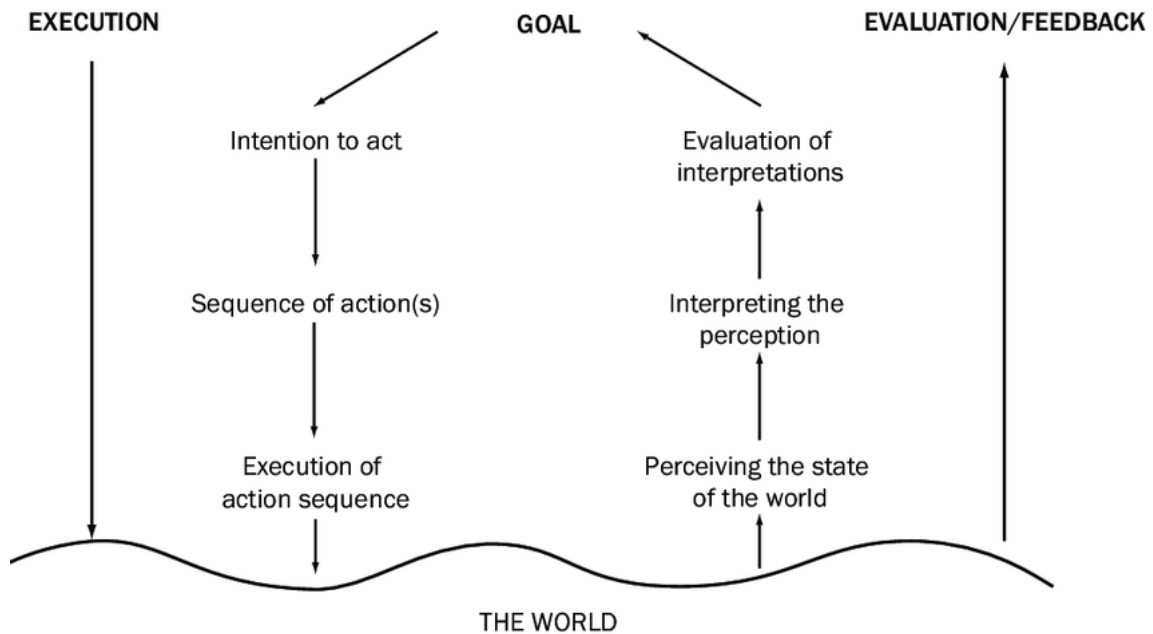 EXECUTION
GOAL
EVALUATION/FEEDBACK
Intention to act
Evaluation of
interpretations
Sequence of action(s)
Interpreting the
perception
Execution of
action sequence
Perceiving the state
of the world
THE WORLD